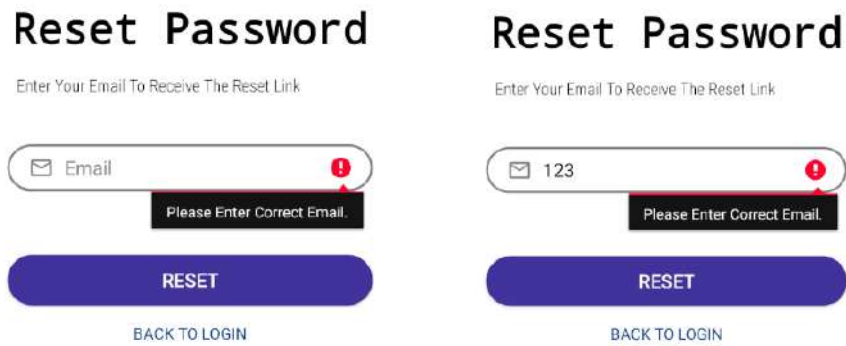 Reset Password
Enter Your Email To Receive The Reset Link
Email
Please Enter Correct Email.
RESET
BACK TO LOGIN
Reset Password
Enter Your Email To Receive The Reset Link
123
Please Enter Correct Email.
RESET
BACK TO LOGIN